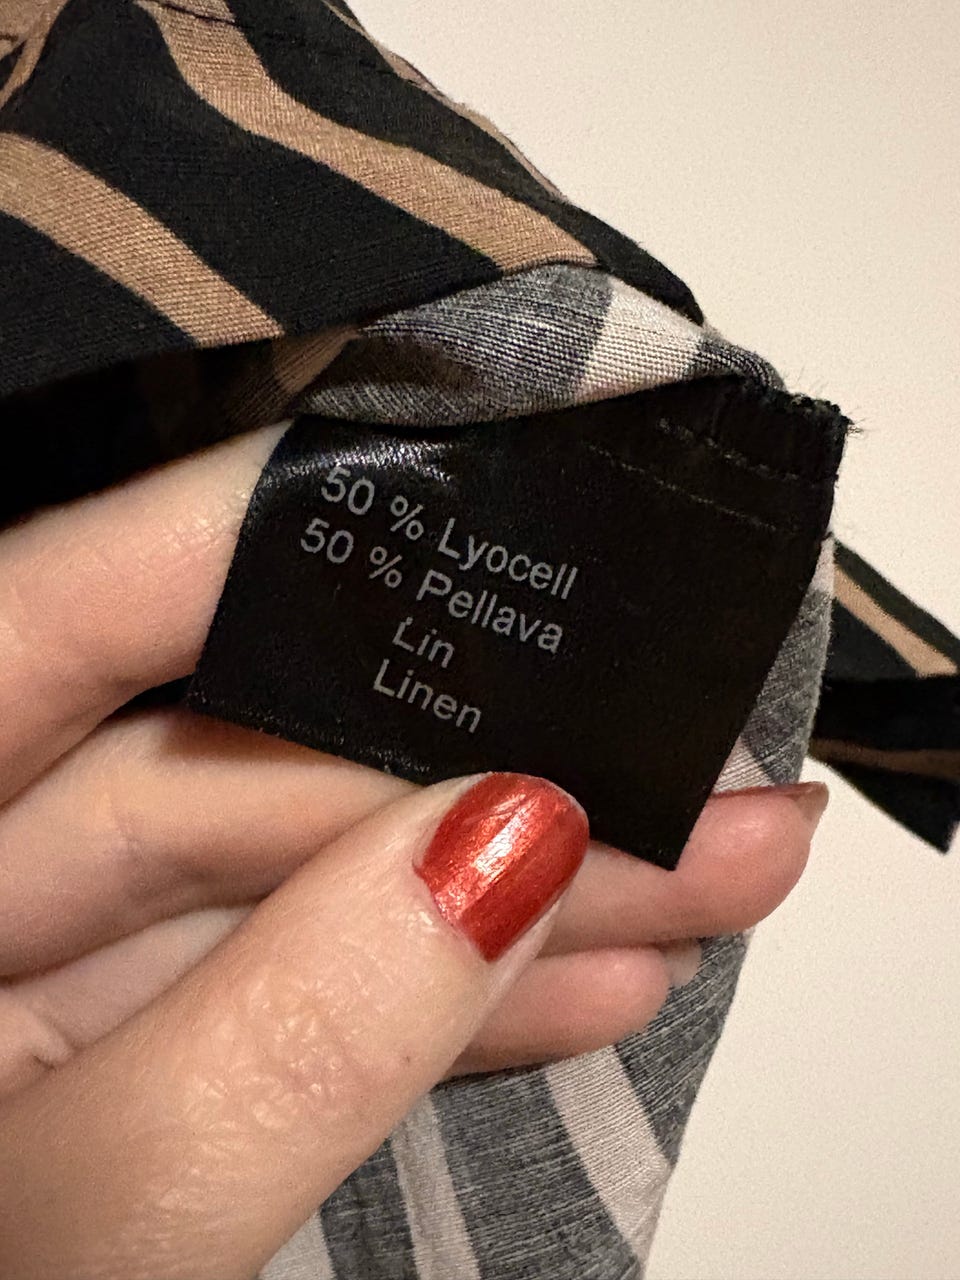 50 % Lyocell
50 % Pellava
Lin
Linen